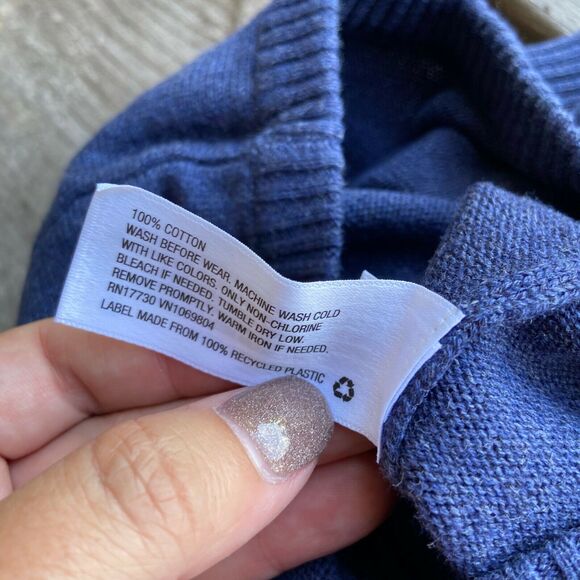 100% COTTON
WASH BEFORE WEAR. MACHINE WASH COLD
WITH LIKE COLORS. ONLY NON-CHLORINE
BLEACH IF NEEDED. TUMBLE DRY LOW.
REMOVE PROMPTLY. WARM IRON IF NEEDED.
RN17730 VN1069804
LABEL MADE FROM 100% RECYCLED PLASTIC